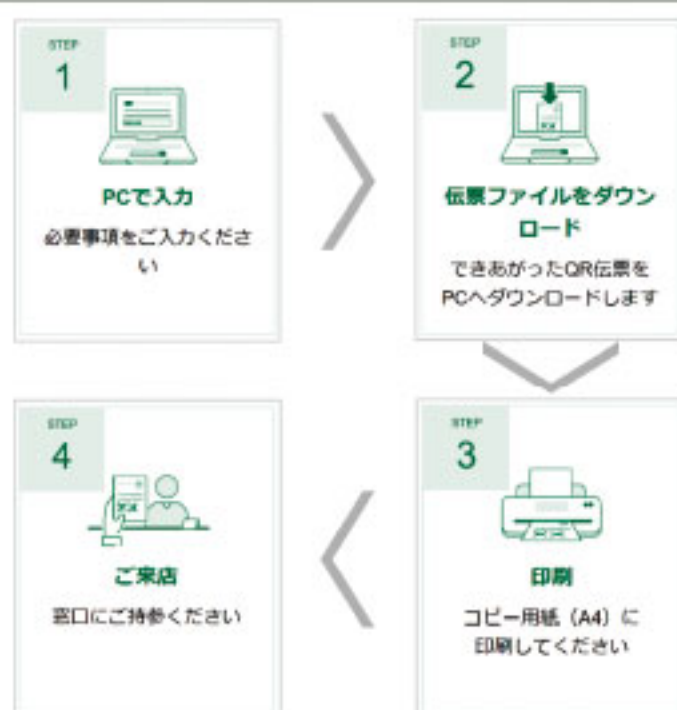 STEP
1
PCで入力
必要事項をご入力くださ
い
STEP
2
伝票ファイルをダウン
ロード
できあがったQR伝票を
PCへダウンロードします
STEP
3
印刷
コピー用紙（A4）に
印刷してください
STEP
4
ご来店
窓口にご持参ください